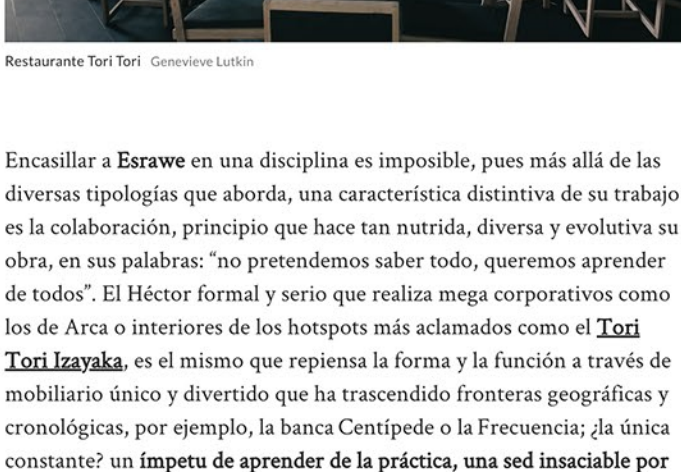 Restaurante Tori Tori Genevieve Lutkin
Encasillar a Esrawe en una disciplina es imposible, pues más allá de las
diversas tipologías que aborda, una característica distintiva de su trabajo
es la colaboración, principio que hace tan nutrida, diversa y evolutiva su
obra, en sus palabras: “no pretendemos saber todo, queremos aprender
de todos”. El Héctor formal y serio que realiza mega corporativos como
los de Arca o interiores de los hotspots más aclamados como el Tori
Tori Izayaka, es el mismo que repiensa la forma y la función a través de
mobiliario único y divertido que ha trascendido fronteras geográficas y
cronológicas, por ejemplo, la banca Centípede o la Frecuencia; ¿la única
constante? un ímpetu de aprender de la práctica, una sed insaciable por